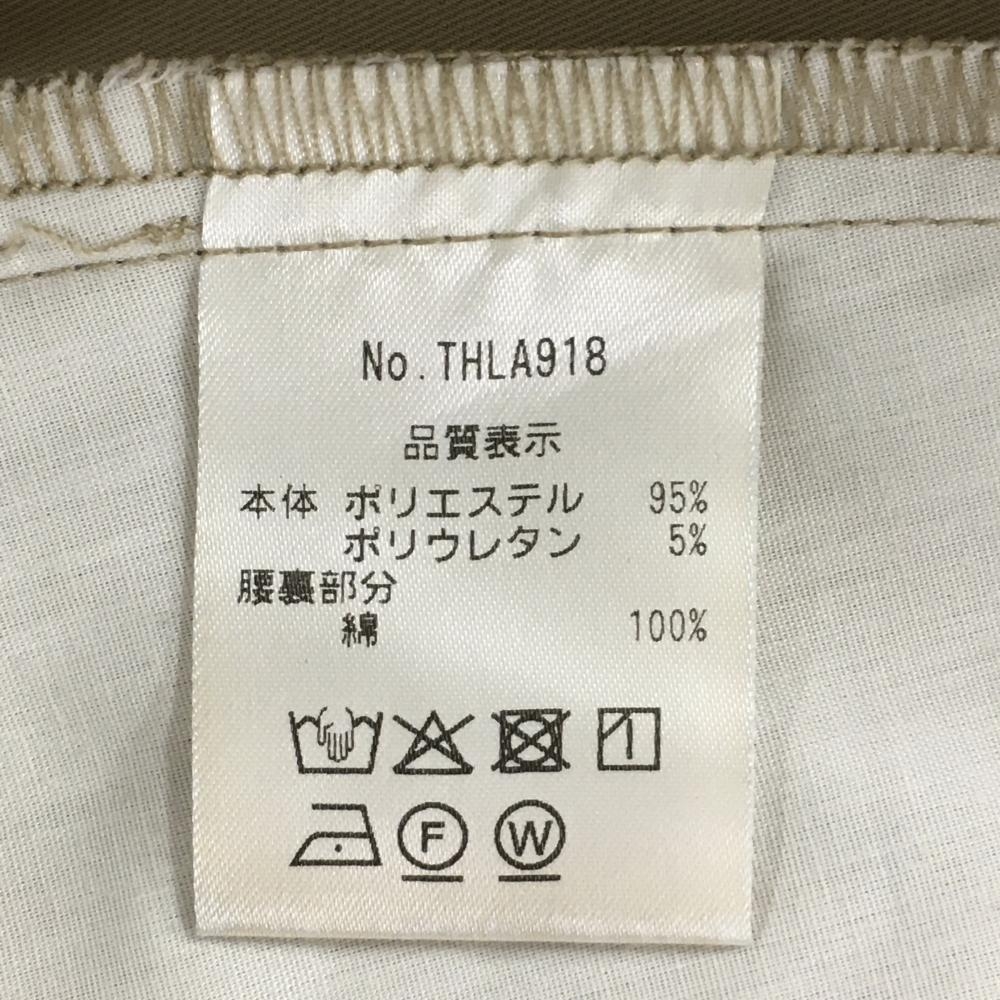 No.THLA918
品質表示
本体 ポリエステル 95%
ポリウレタン 5%
腰裏部分
綿 100%
F W